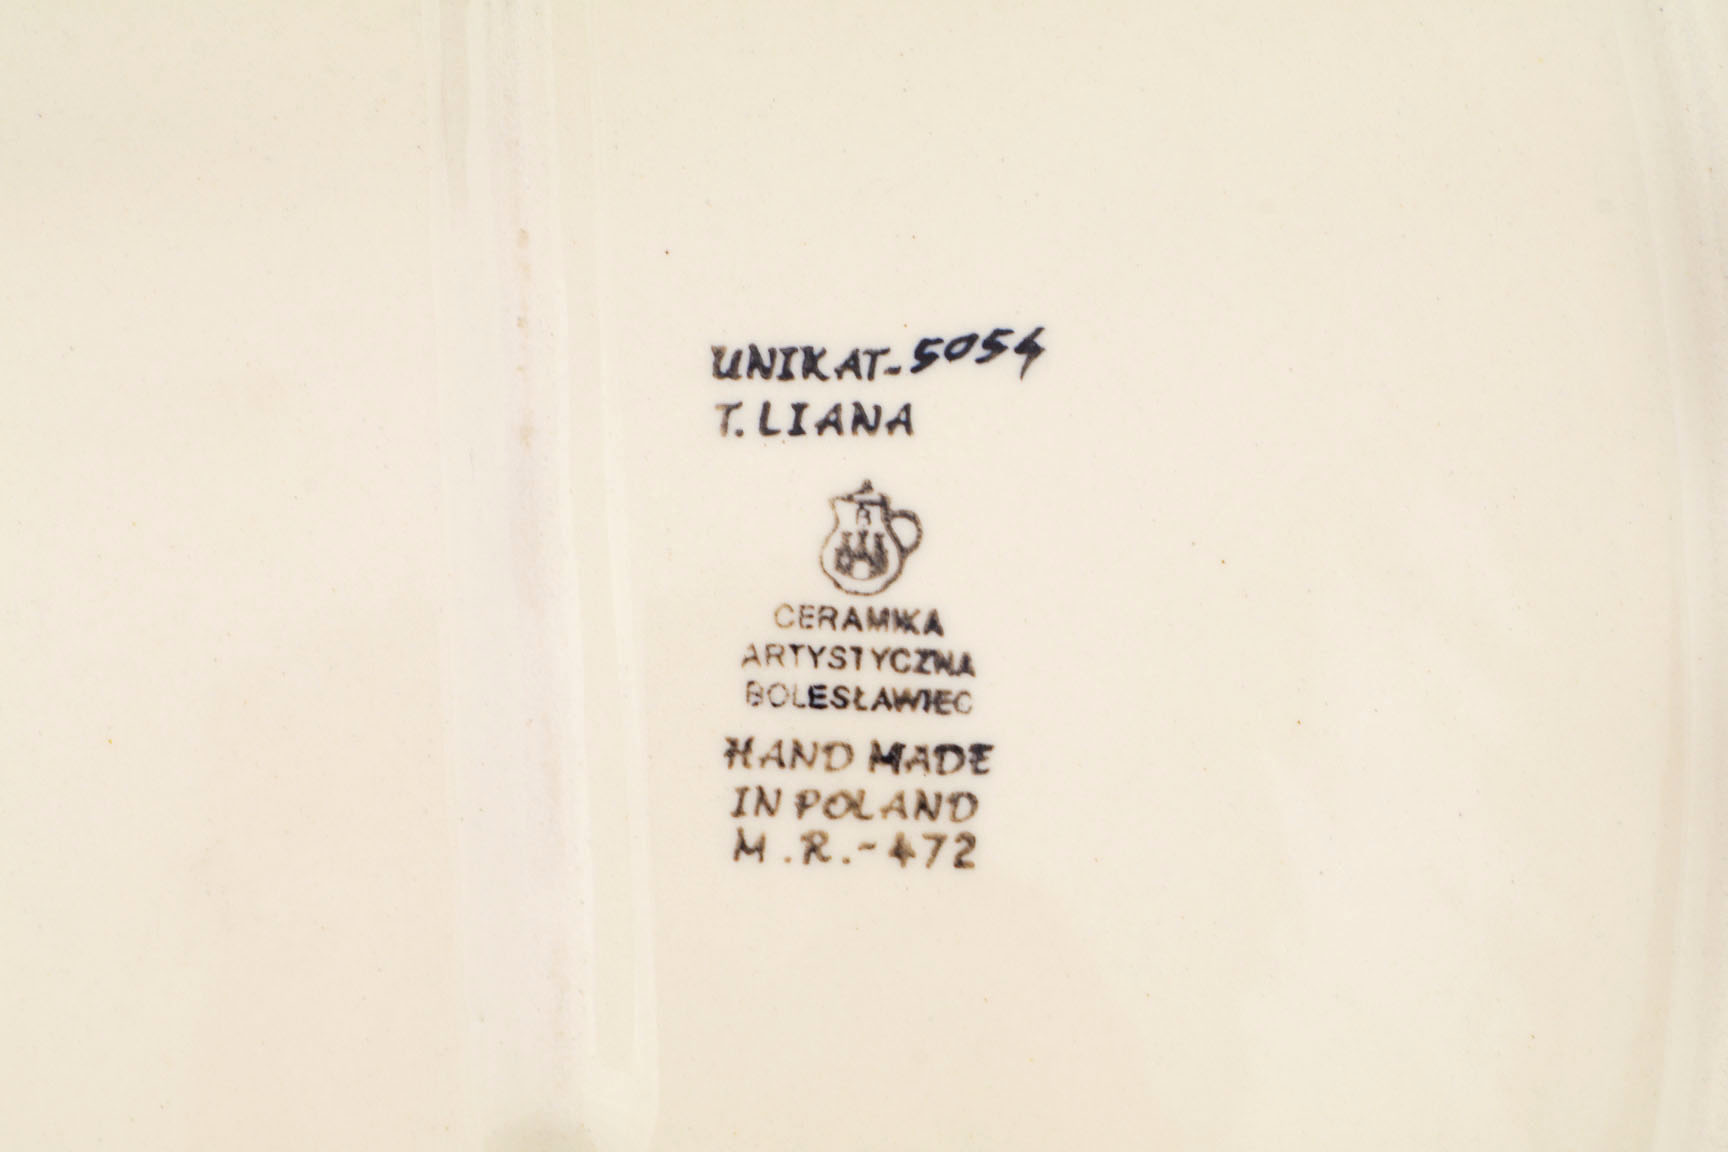 UNIKAT-5054
T. LIANA
CERAMIKA
ARTYSTYCZNA
BOLESŁAWIEC
HAND MADE
IN POLAND
M.R.-472